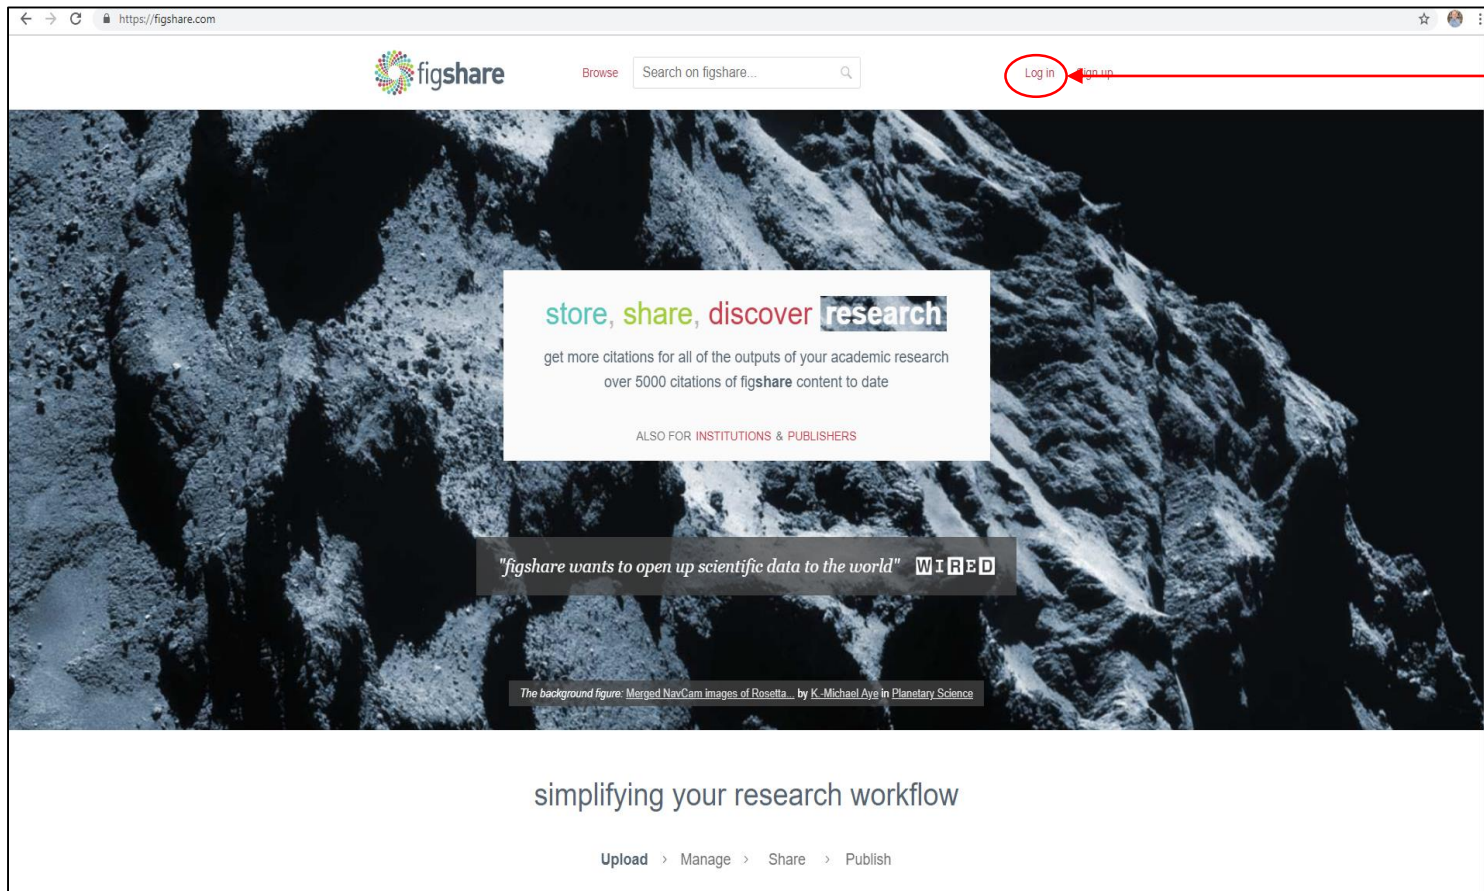 https://figshare.com
figshare
Browse
Search on figshare...
Log in
Sign up
store, share, discover research
get more citations for all of the outputs of your academic research
over 5000 citations of figshare content to date
ALSO FOR INSTITUTIONS & PUBLISHERS
"figshare wants to open up scientific data to the world" WIRED
The background figure: Merged NavCam images of Rosetta... by K.-Michael Aye in Planetary Science
simplifying your research workflow
Upload > Manage > Share > Publish